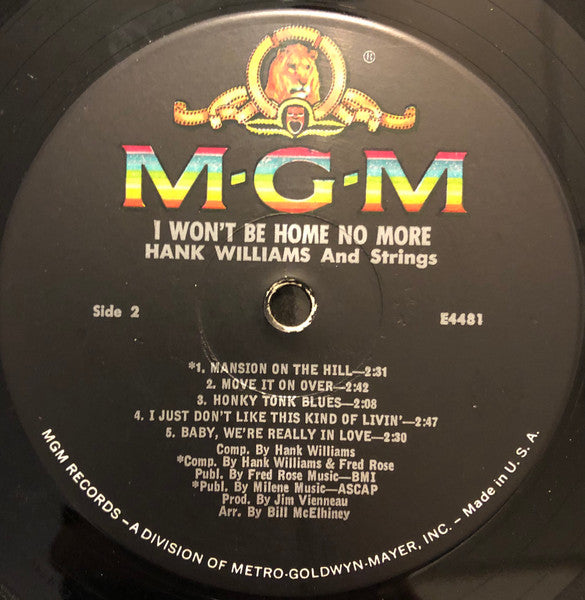 ®
M-G-M
I WON'T BE HOME NO MORE
HANK WILLIAMS And Strings
Side 2
E4481
*1. MANSION ON THE HILL—2:31
2. MOVE IT ON OVER—2:42
3. HONKY TONK BLUES—2:08
4. I JUST DON'T LIKE THIS KIND OF LIVIN'—2:47
5. BABY, WE'RE REALLY IN LOVE—2:30
Comp. By Hank Williams
*Comp. By Hank Williams & Fred Rose
Publ. By Fred Rose Music—BMI
*Publ. By Milene Music—ASCAP
Prod. By Jim Vienneau
Arr. By Bill McElhiney
MGM RECORDS – A DIVISION OF METRO-GOLDWYN-MAYER, INC. – Made in U. S. A.